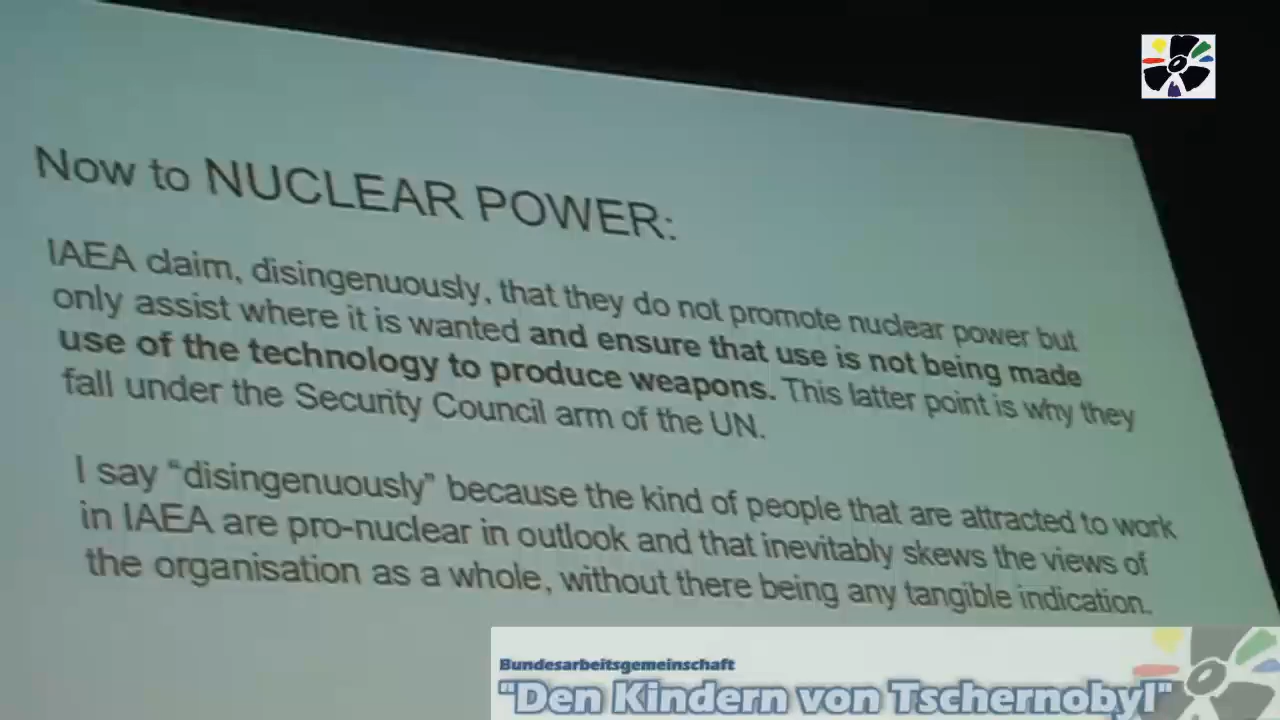 Now to NUCLEAR POWER:
IAEA claim, disingenuously, that they do not promote nuclear power but
only assist where it is wanted and ensure that use is not being made
use of the technology to produce weapons. This latter point is why they
fall under the Security Council arm of the UN.
I say “disingenuously” because the kind of people that are attracted to work
in IAEA are pro-nuclear in outlook and that inevitably skews the views of
the organisation as a whole, without there being any tangible indication.
Bundesarbeitsgemeinschaft
"Den Kindern von Tschernobyl"